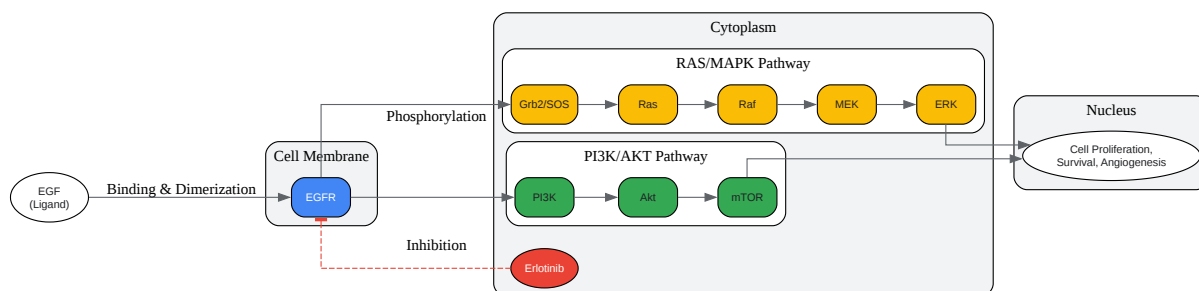 Cytoplasm
RAS/MAPK Pathway
Grb2/SOS
Ras
Raf
MEK
ERK
Phosphorylation
Nucleus
Cell Proliferation,
Survival, Angiogenesis
Cell Membrane
PI3K/AKT Pathway
EGF
(Ligand)
Binding & Dimerization
EGFR
PI3K
Akt
mTOR
Inhibition
Erlotinib